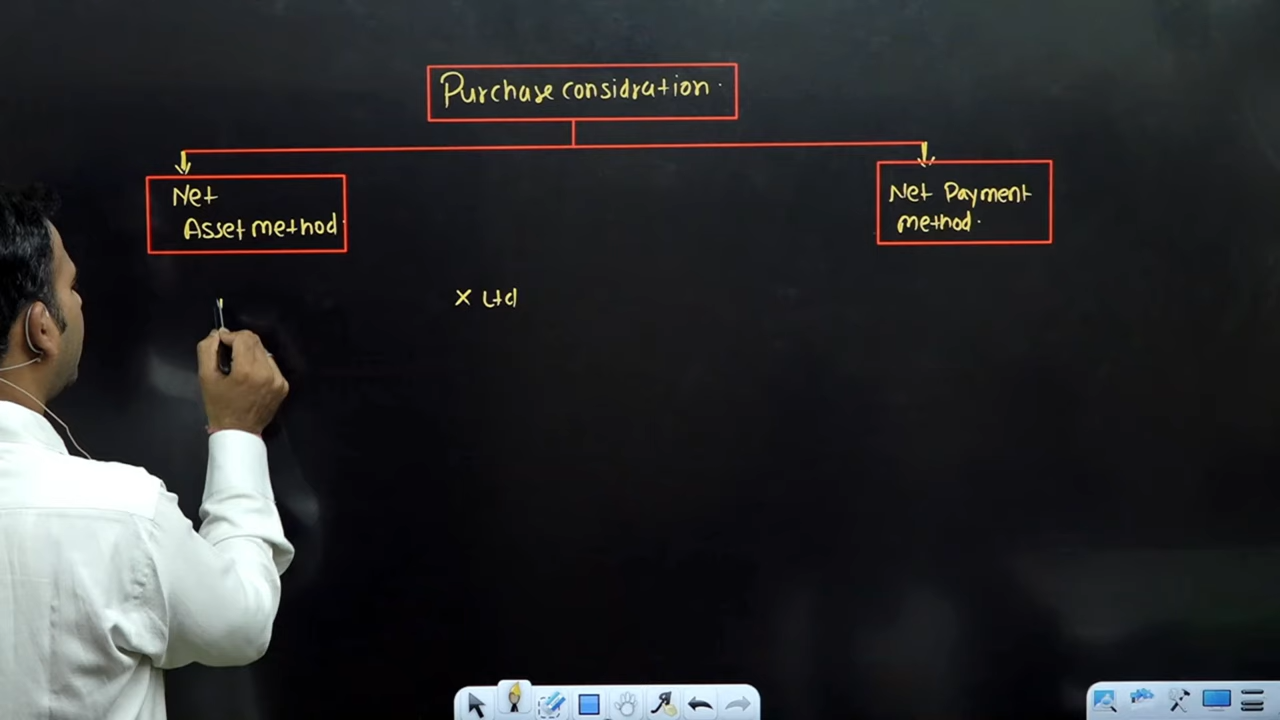 Purchase considration.
Net
Asset method.
Net Payment
method.
X Ltd